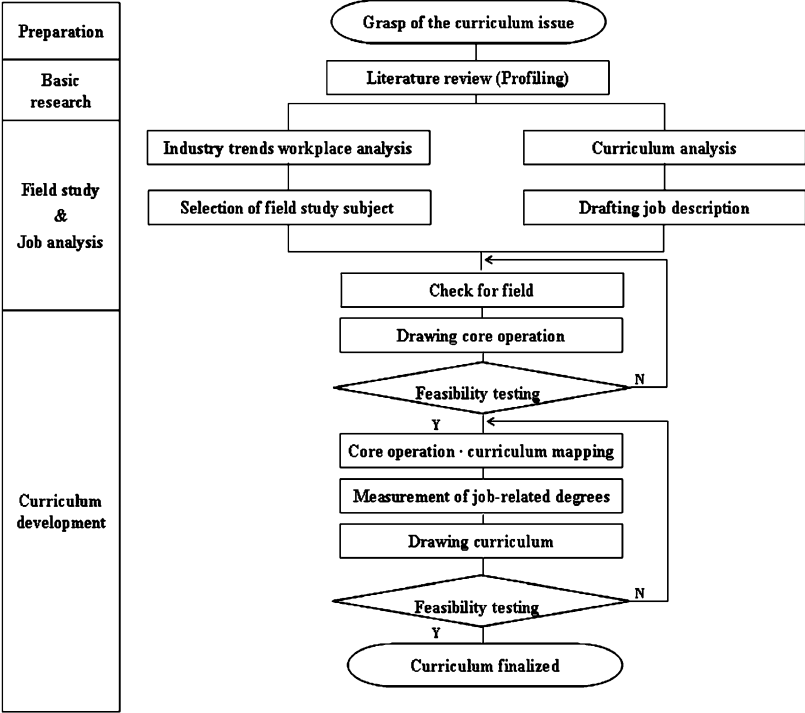 Preparation
Grasp of the curriculum issue
Basic
research
Literature review (Profiling)
Field study
&
Job analysis
Industry trends workplace analysis
Curriculum analysis
Selection of field study subject
Drafting job description
Check for field
Curriculum
development
Drawing core operation
Feasibility testing
N
Y
Core operation · curriculum mapping
Measurement of job-related degrees
Drawing curriculum
Feasibility testing
N
Y
Curriculum finalized